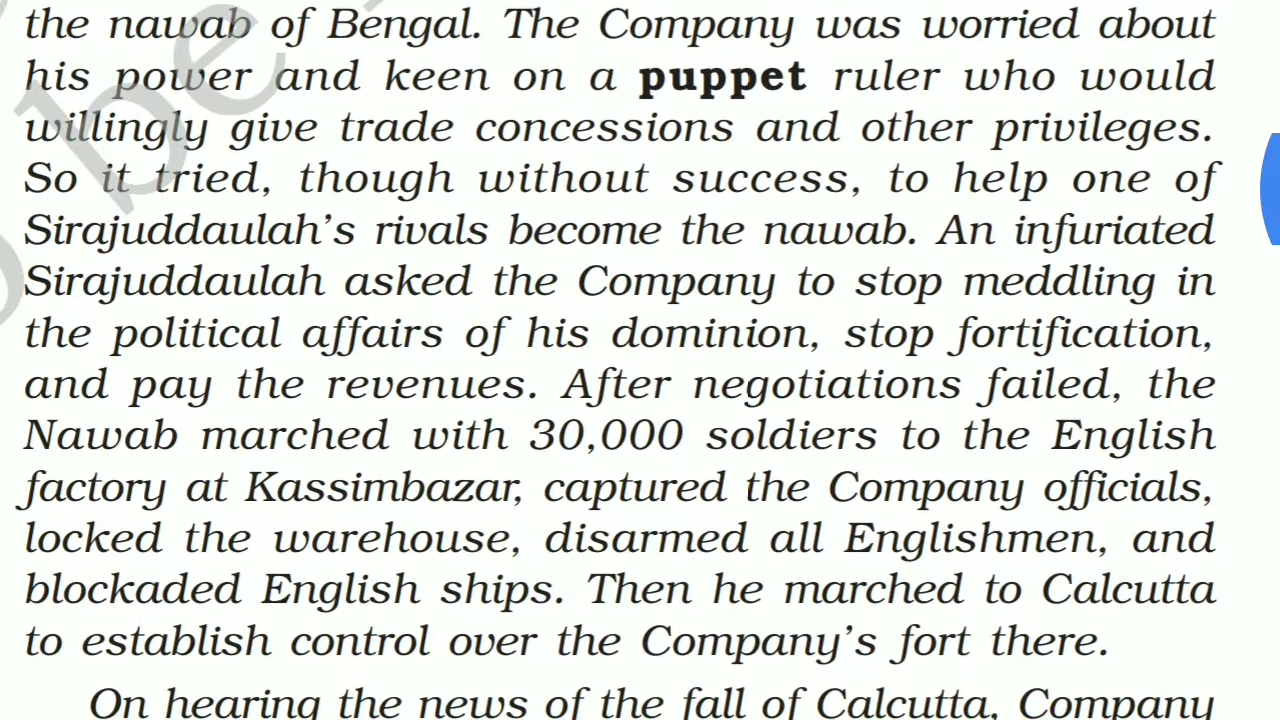 the nawab of Bengal. The Company was worried about
his power and keen on a puppet ruler who would
willingly give trade concessions and other privileges.
So it tried, though without success, to help one of
Sirajuddaulah’s rivals become the nawab. An infuriated
Sirajuddaulah asked the Company to stop meddling in
the political affairs of his dominion, stop fortification,
and pay the revenues. After negotiations failed, the
Nawab marched with 30,000 soldiers to the English
factory at Kassimbazar, captured the Company officials,
locked the warehouse, disarmed all Englishmen, and
blockaded English ships. Then he marched to Calcutta
to establish control over the Company’s fort there.
On hearing the news of the fall of Calcutta, Company
be